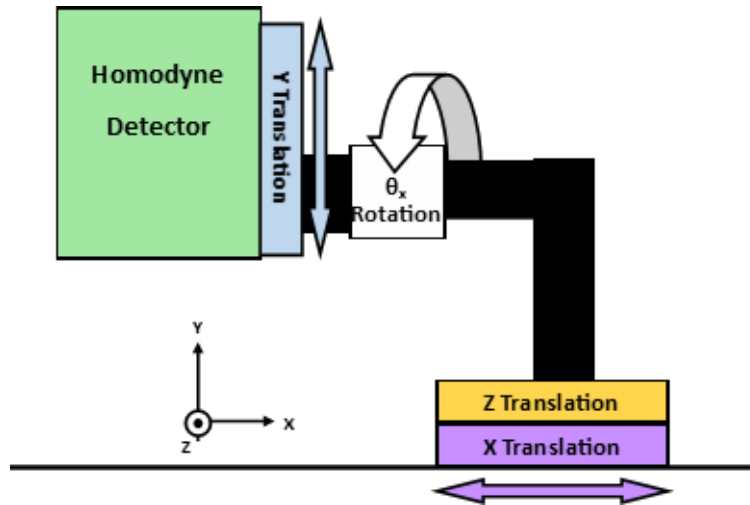 Homodyne
Detector
Y Translation
θx
Rotation
Y
X
Z
Z Translation
X Translation